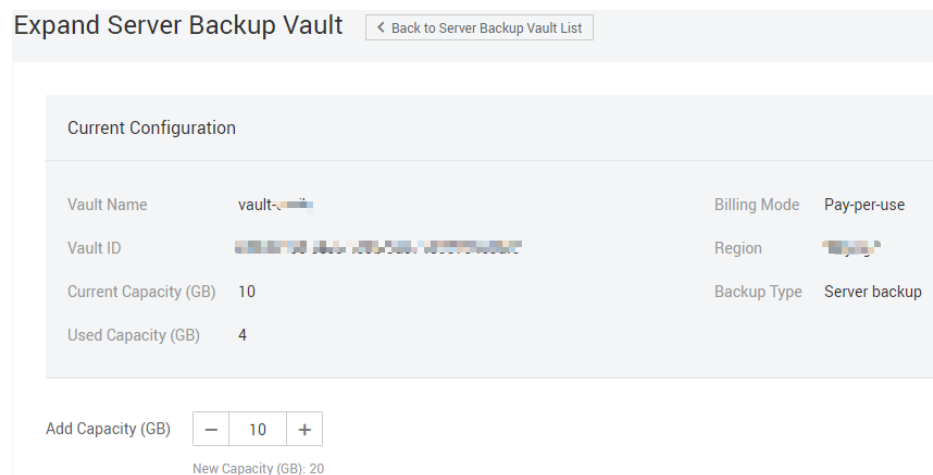 Expand Server Backup Vault
< Back to Server Backup Vault List
Current Configuration
Vault Name vault- Billing Mode Pay-per-use
Vault ID Region
Current Capacity (GB) 10 Backup Type Server backup
Used Capacity (GB) 4
Add Capacity (GB) − 10 +
New Capacity (GB): 20